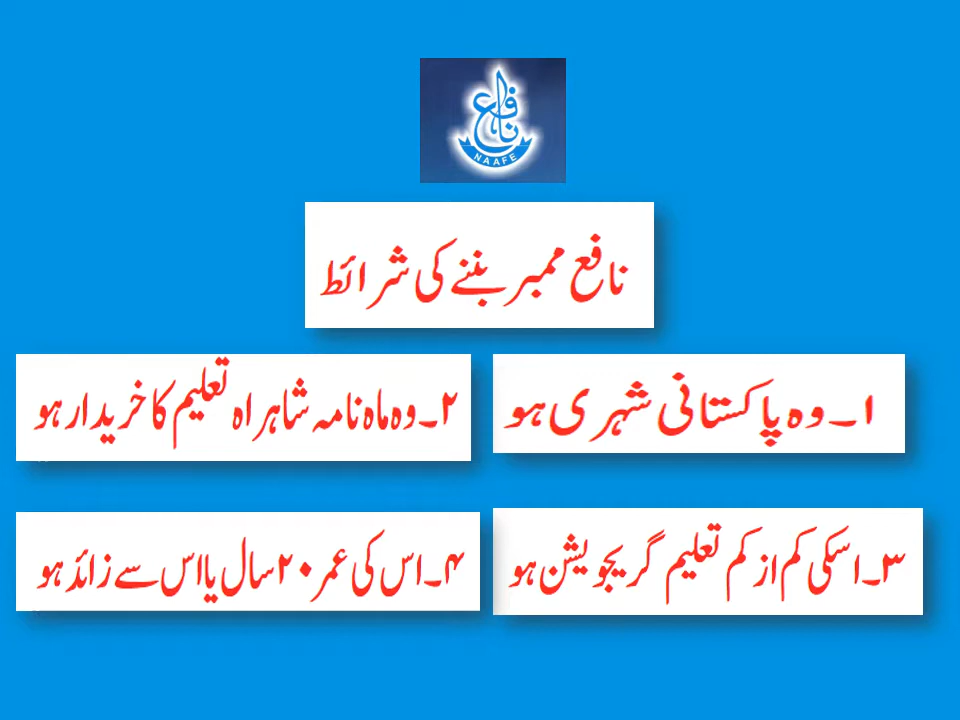 نافع
NAAFE
نافع ممبر بننے کی شرائط
۱۔ وہ پاکستانی شہری ہو
۲۔ وہ ماہ نامہ شاہراہ تعلیم کا خریدار ہو
۳۔ اسکی کم از کم تعلیم گریجویشن ہو
۴۔ اس کی عمر ۲۰ سال یا اس سے زائد ہو